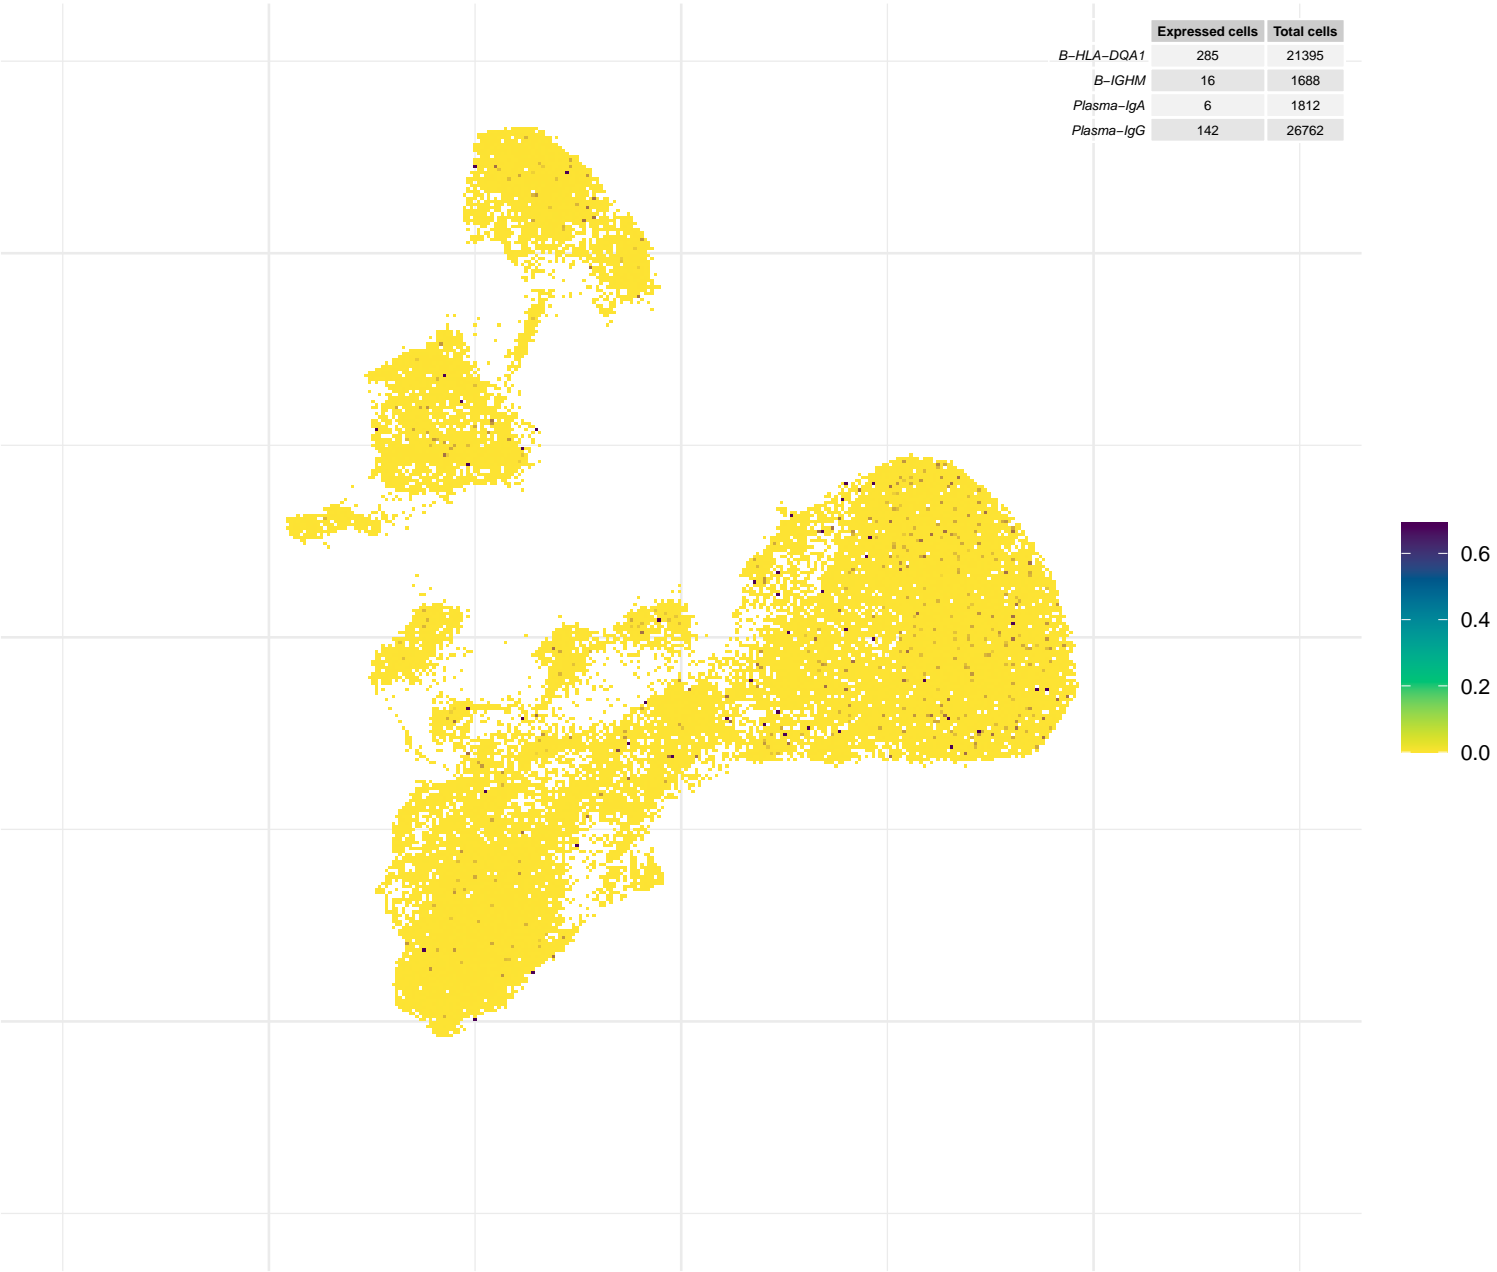 Expressed cells Total cells
B−HLA−DQA1 285 21395
B−IGHM 16 1688
Plasma−IgA 6 1812
Plasma−IgG 142 26762
0.6
0.4
0.2
0.0